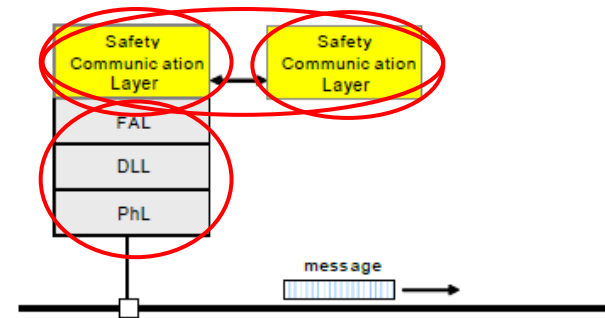 Safety
Communic ation
Layer
Safety
Communic ation
Layer
FAL
DLL
PhL
message